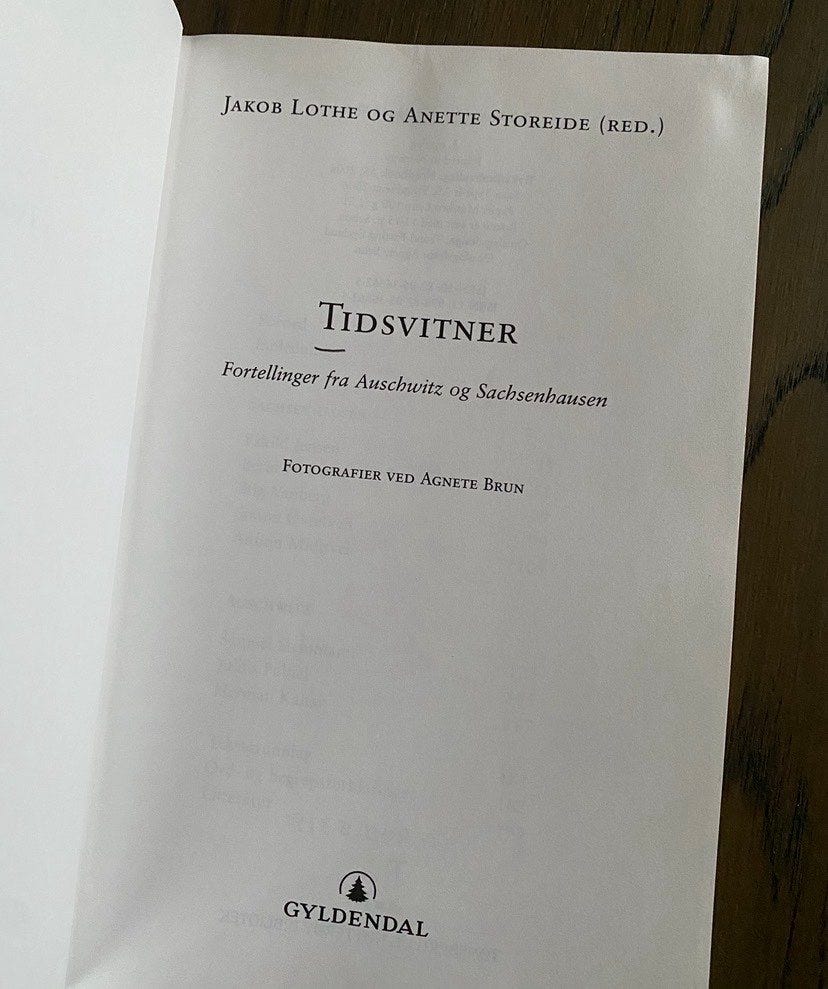 Jakob Lothe og Anette Storeide (red.)
Tidsvitner
Fortellinger fra Auschwitz og Sachsenhausen
Fotografier ved Agnete Brun
GYLDENDAL